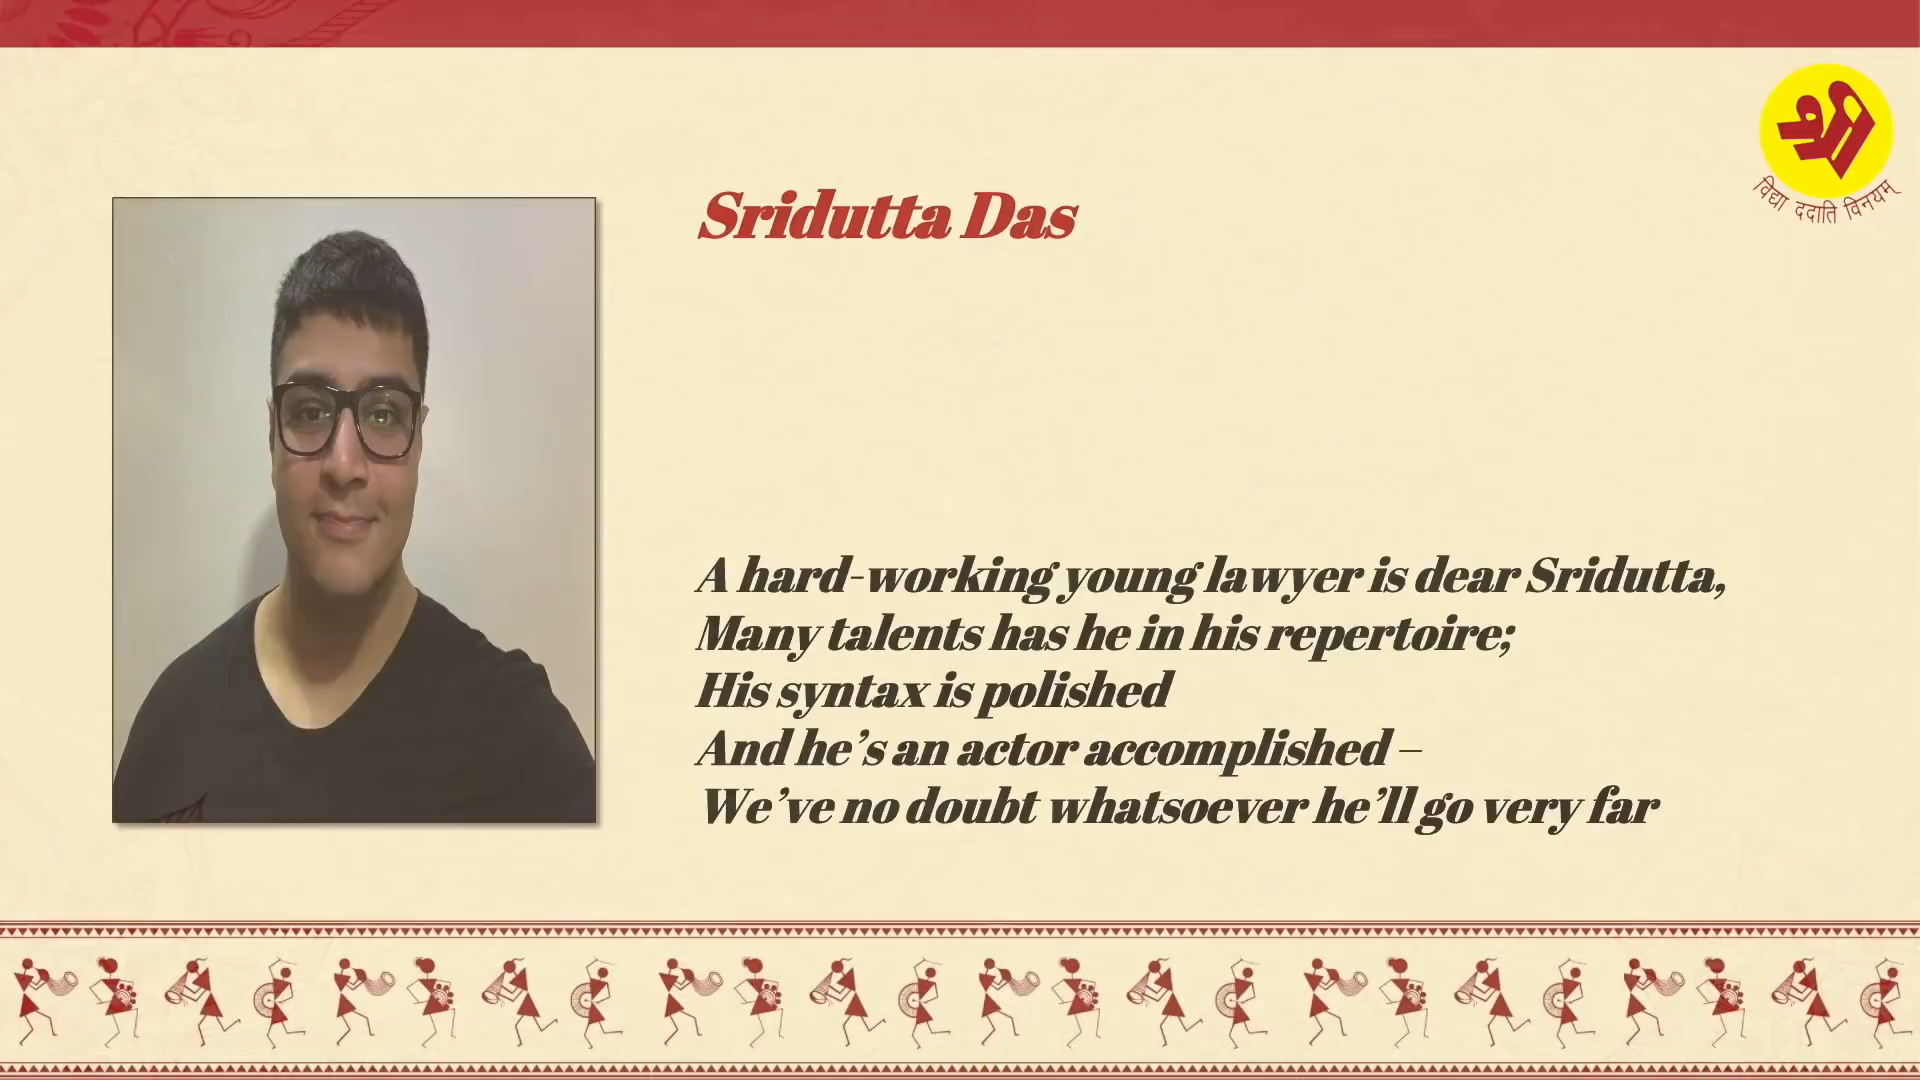 श्री
विद्या ददाति विनयम्
Sridutta Das
A hard-working young lawyer is dear Sridutta,
Many talents has he in his repertoire;
His syntax is polished
And he’s an actor accomplished –
We’ve no doubt whatsoever he’ll go very far